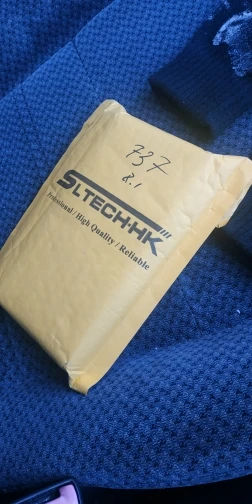 737
8.1
SLTECH-HK
Professional / High Quality / Reliable